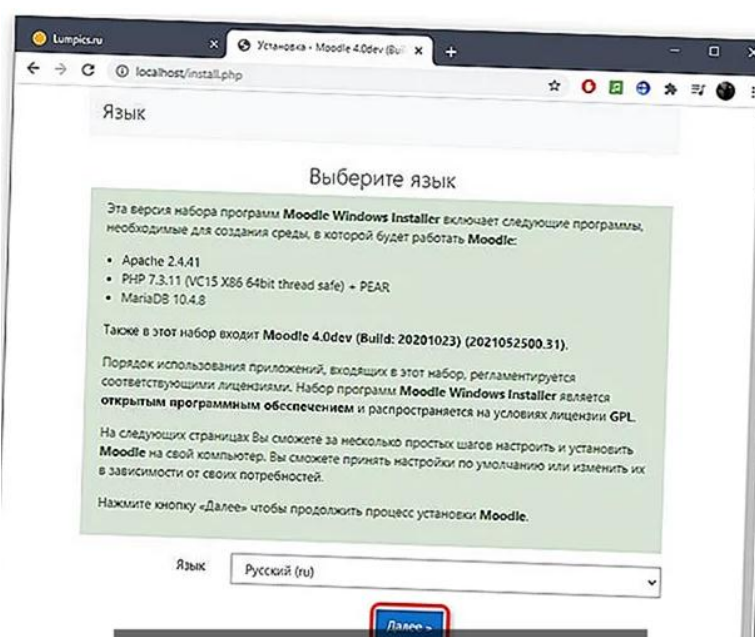 Lumpics.ru
Установка - Moodle 4.0dev (Bui
localhost/install.php
Язык
Выберите язык
Эта версия набора программ Moodle Windows Installer включает следующие программы,
необходимые для создания среды, в которой будет работать Moodle:
• Apache 2.4.41
• PHP 7.3.11 (VC15 X86 64bit thread safe) + PEAR
• MariaDB 10.4.8
Также в этот набор входит Moodle 4.0dev (Build: 20201023) (2021052500.31).
Порядок использования приложений, входящих в этот набор, регламентируется
соответствующими лицензиями. Набор программ Moodle Windows Installer является
открытым программным обеспечением и распространяется на условиях лицензии GPL.
На следующих страницах Вы сможете за несколько простых шагов настроить и установить
Moodle на свой компьютер. Вы сможете принять настройки по умолчанию или изменить их
в зависимости от своих потребностей.
Нажмите кнопку «Далее» чтобы продолжить процесс установки Moodle.
Язык
Русский (ru)
Далее »